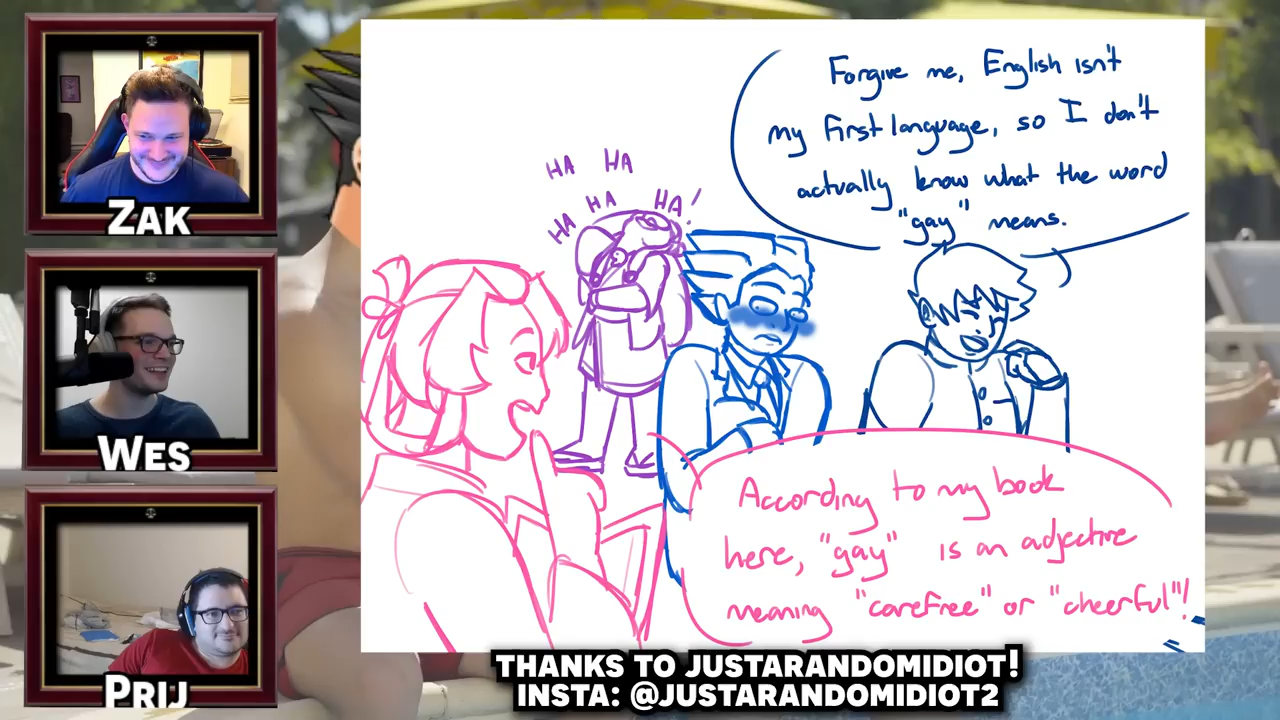 ZAK
WES
PRIJ
Forgive me, English isn't
my first language, so I don't
actually know what the word
"gay" means.
HA HA
HA HA HA!
According to my book
here, "gay" is an adjective
meaning "carefree" or "cheerful"!
THANKS TO JUSTARANDOMIDIOT!
INSTA: @JUSTARANDOMIDIOT2